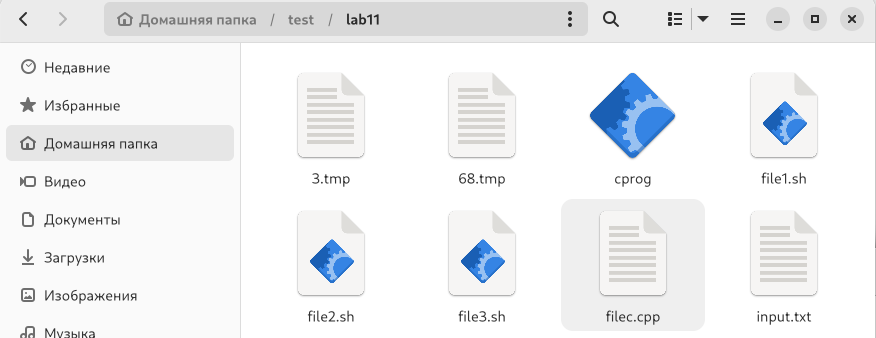 Домашняя папка / test / lab11
Недавние
Избранные
Домашняя папка
Видео
Документы
Загрузки
Изображения
Музыка
3.tmp
68.tmp
cprog
file1.sh
file2.sh
file3.sh
filec.cpp
input.txt